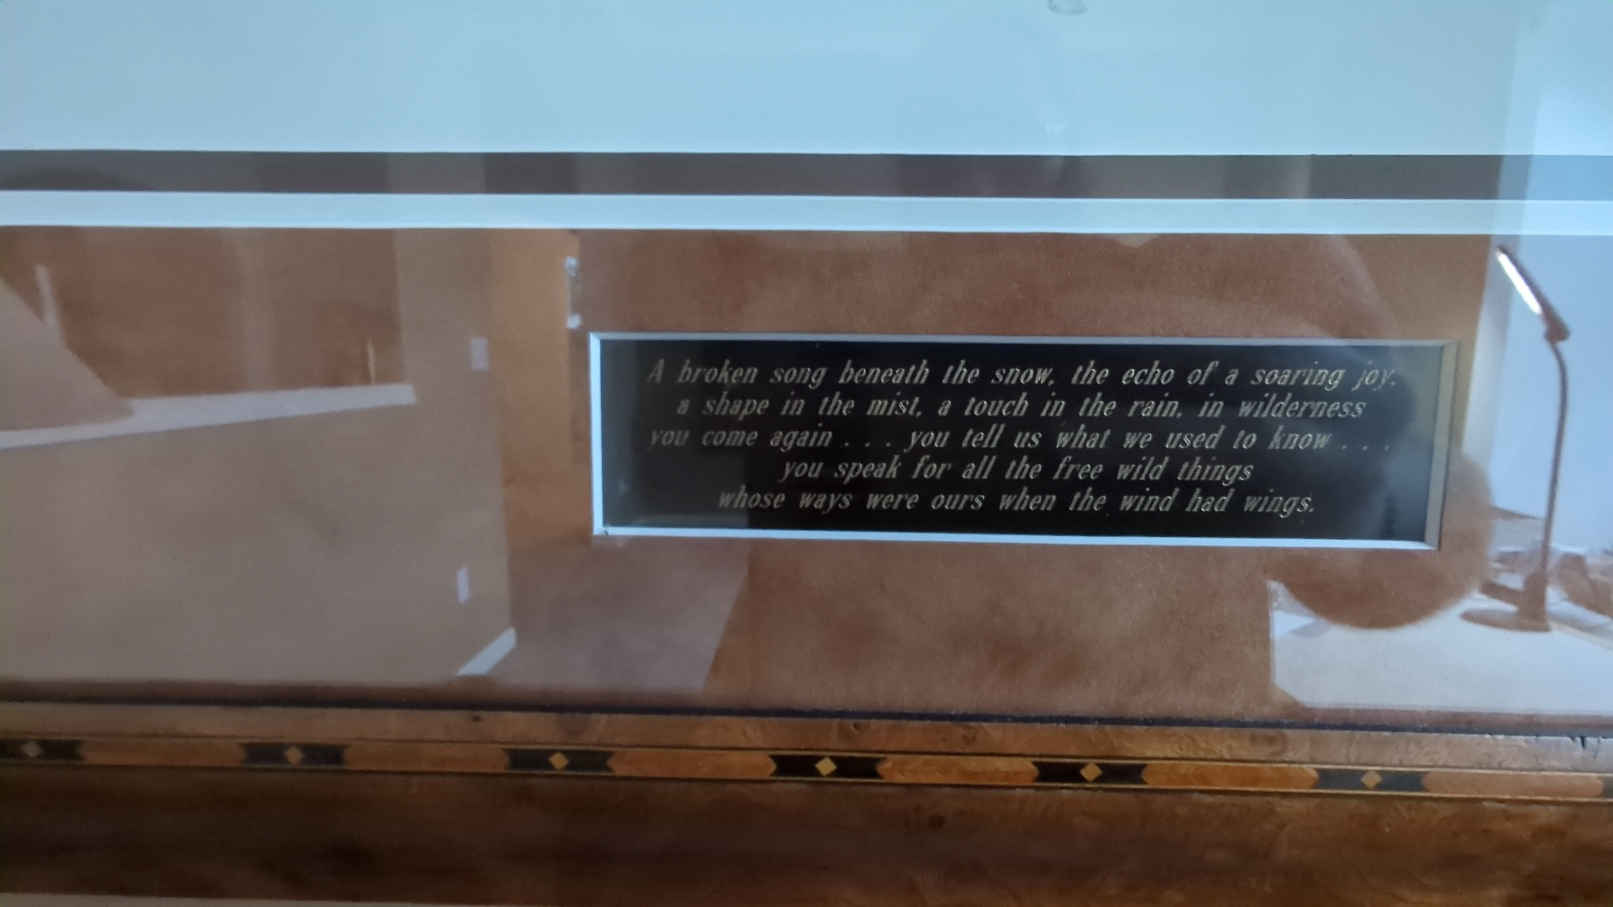 A broken song beneath the snow, the echo of a soaring joy,
a shape in the mist, a touch in the rain, in wilderness
you come again . . . you tell us what we used to know . . .
you speak for all the free wild things
whose ways were ours when the wind had wings.